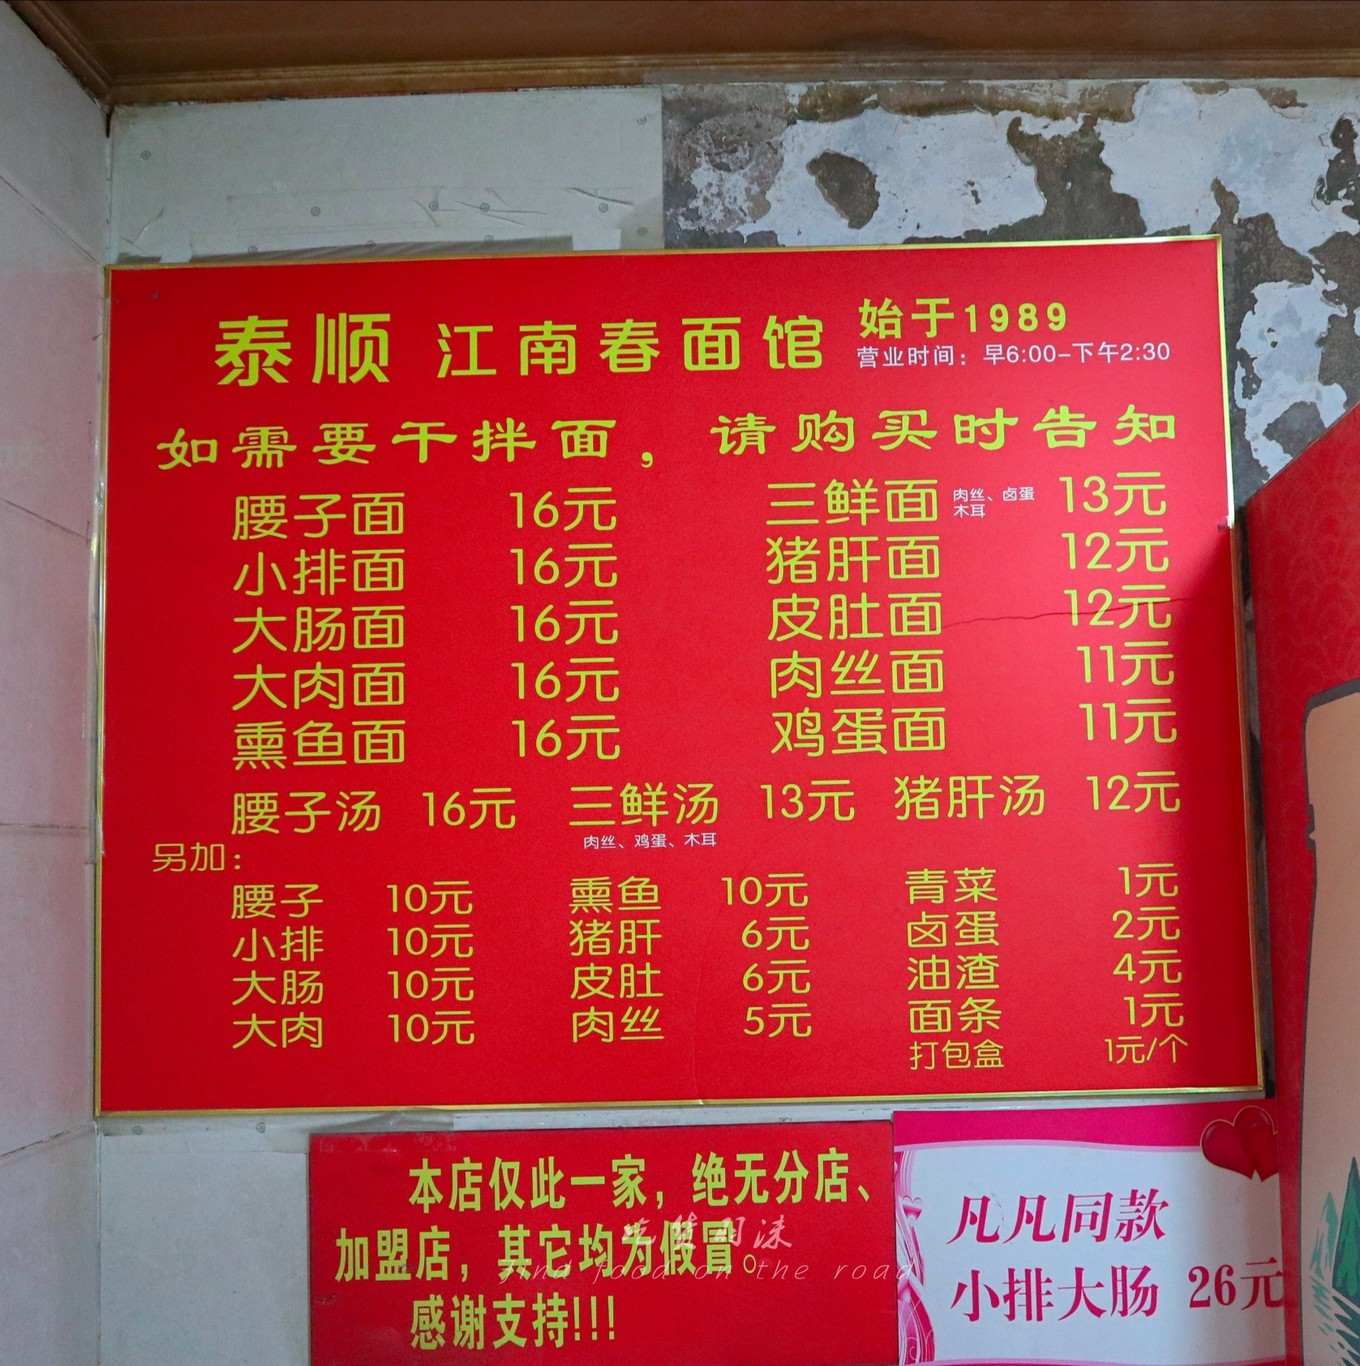 泰顺 江南春面馆 始于1989
营业时间：早6:00-下午2:30
如需要干拌面，请购买时告知
腰子面 16元 三鲜面 肉丝、卤蛋 木耳 13元
小排面 16元 猪肝面 12元
大肠面 16元 皮肚面 12元
大肉面 16元 肉丝面 11元
熏鱼面 16元 鸡蛋面 11元
腰子汤 16元 三鲜汤 13元 猪肝汤 12元
肉丝、鸡蛋、木耳
另加：
腰子 10元 熏鱼 10元 青菜 1元
小排 10元 猪肝 6元 卤蛋 2元
大肠 10元 皮肚 6元 油渣 4元
大肉 10元 肉丝 5元 面条 1元
打包盒 1元/个
本店仅此一家，绝无分店、
加盟店，其它均为假冒。
感谢支持!!!
find food on the road
凡凡同款
小排大肠 26元